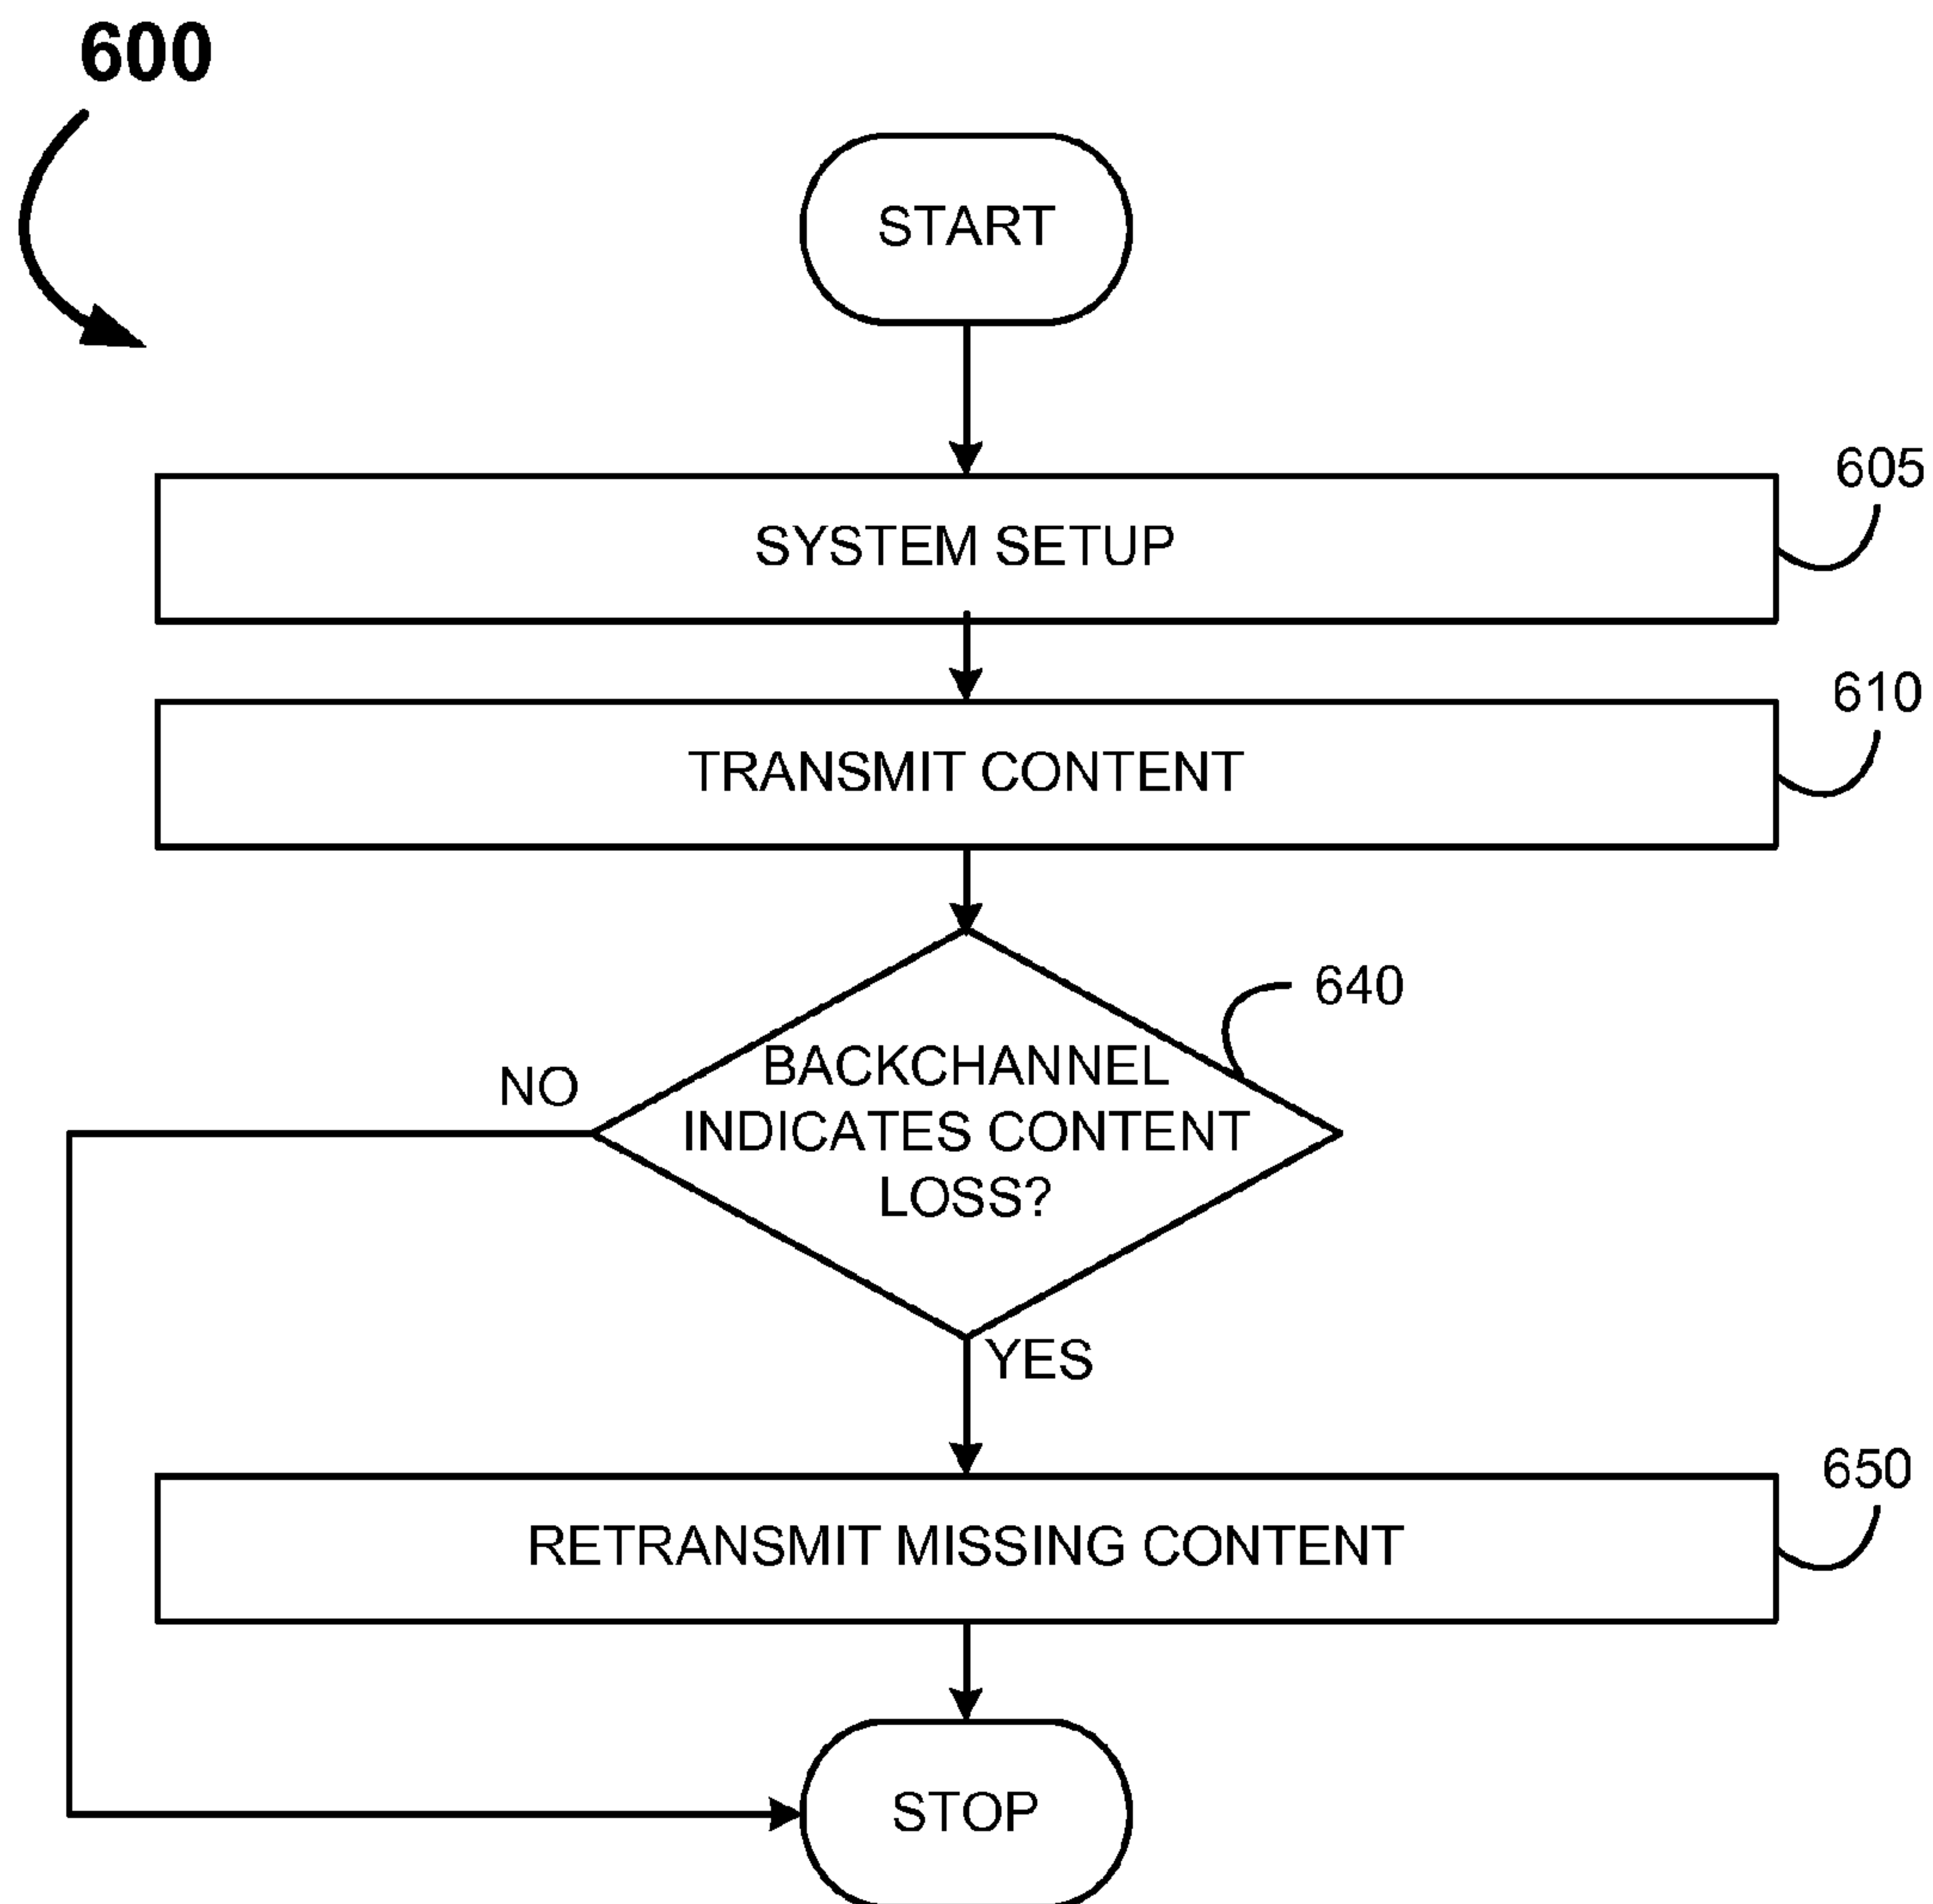 600
START
SYSTEM SETUP
605
TRANSMIT CONTENT
610
BACKCHANNEL
INDICATES CONTENT
LOSS?
640
NO
YES
RETRANSMIT MISSING CONTENT
650
STOP